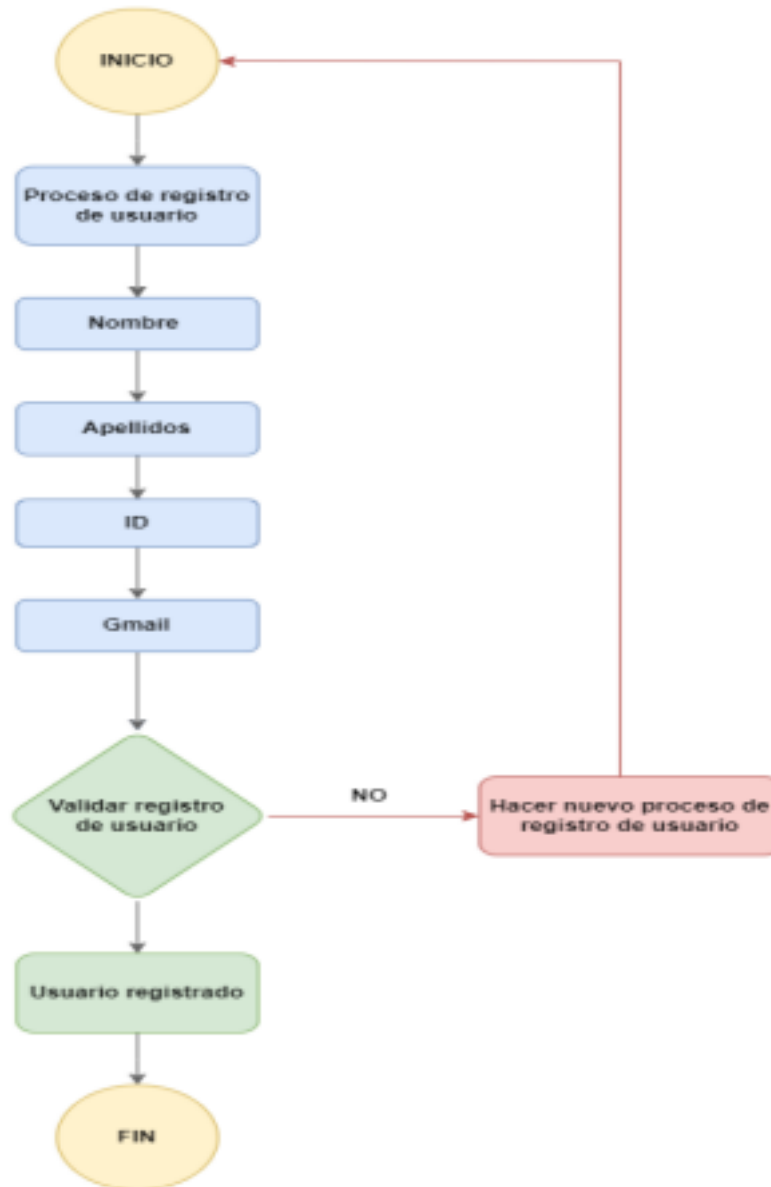 INICIO
Proceso de registro
de usuario
Nombre
Apellidos
ID
Gmail
Validar registro
de usuario
NO
Hacer nuevo proceso de
registro de usuario
Usuario registrado
FIN